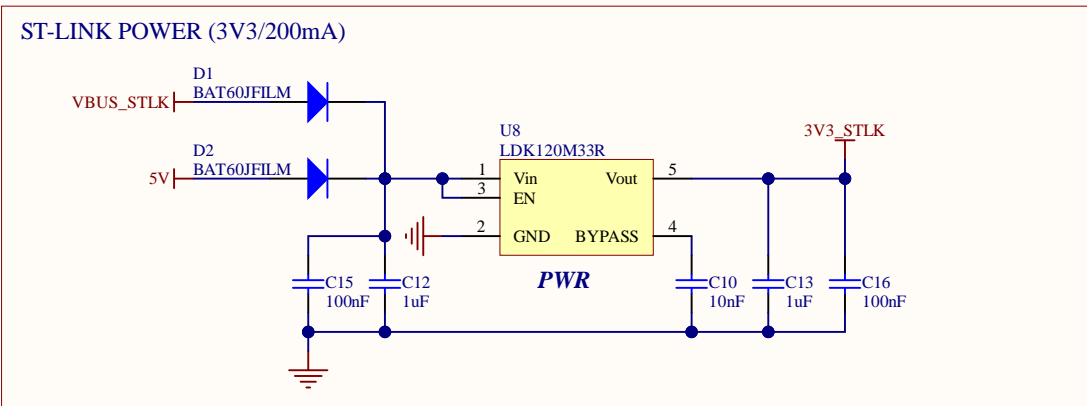 ST-LINK POWER (3V3/200mA)
D1
BAT60JFILM
VBUS_STLK
D2
BAT60JFILM
5V
U8
LDK120M33R
3V3_STLK
1
Vin
Vout
5
3
EN
2
GND
BYPASS
4
PWR
C15
100nF
C12
1uF
C10
10nF
C13
1uF
C16
100nF